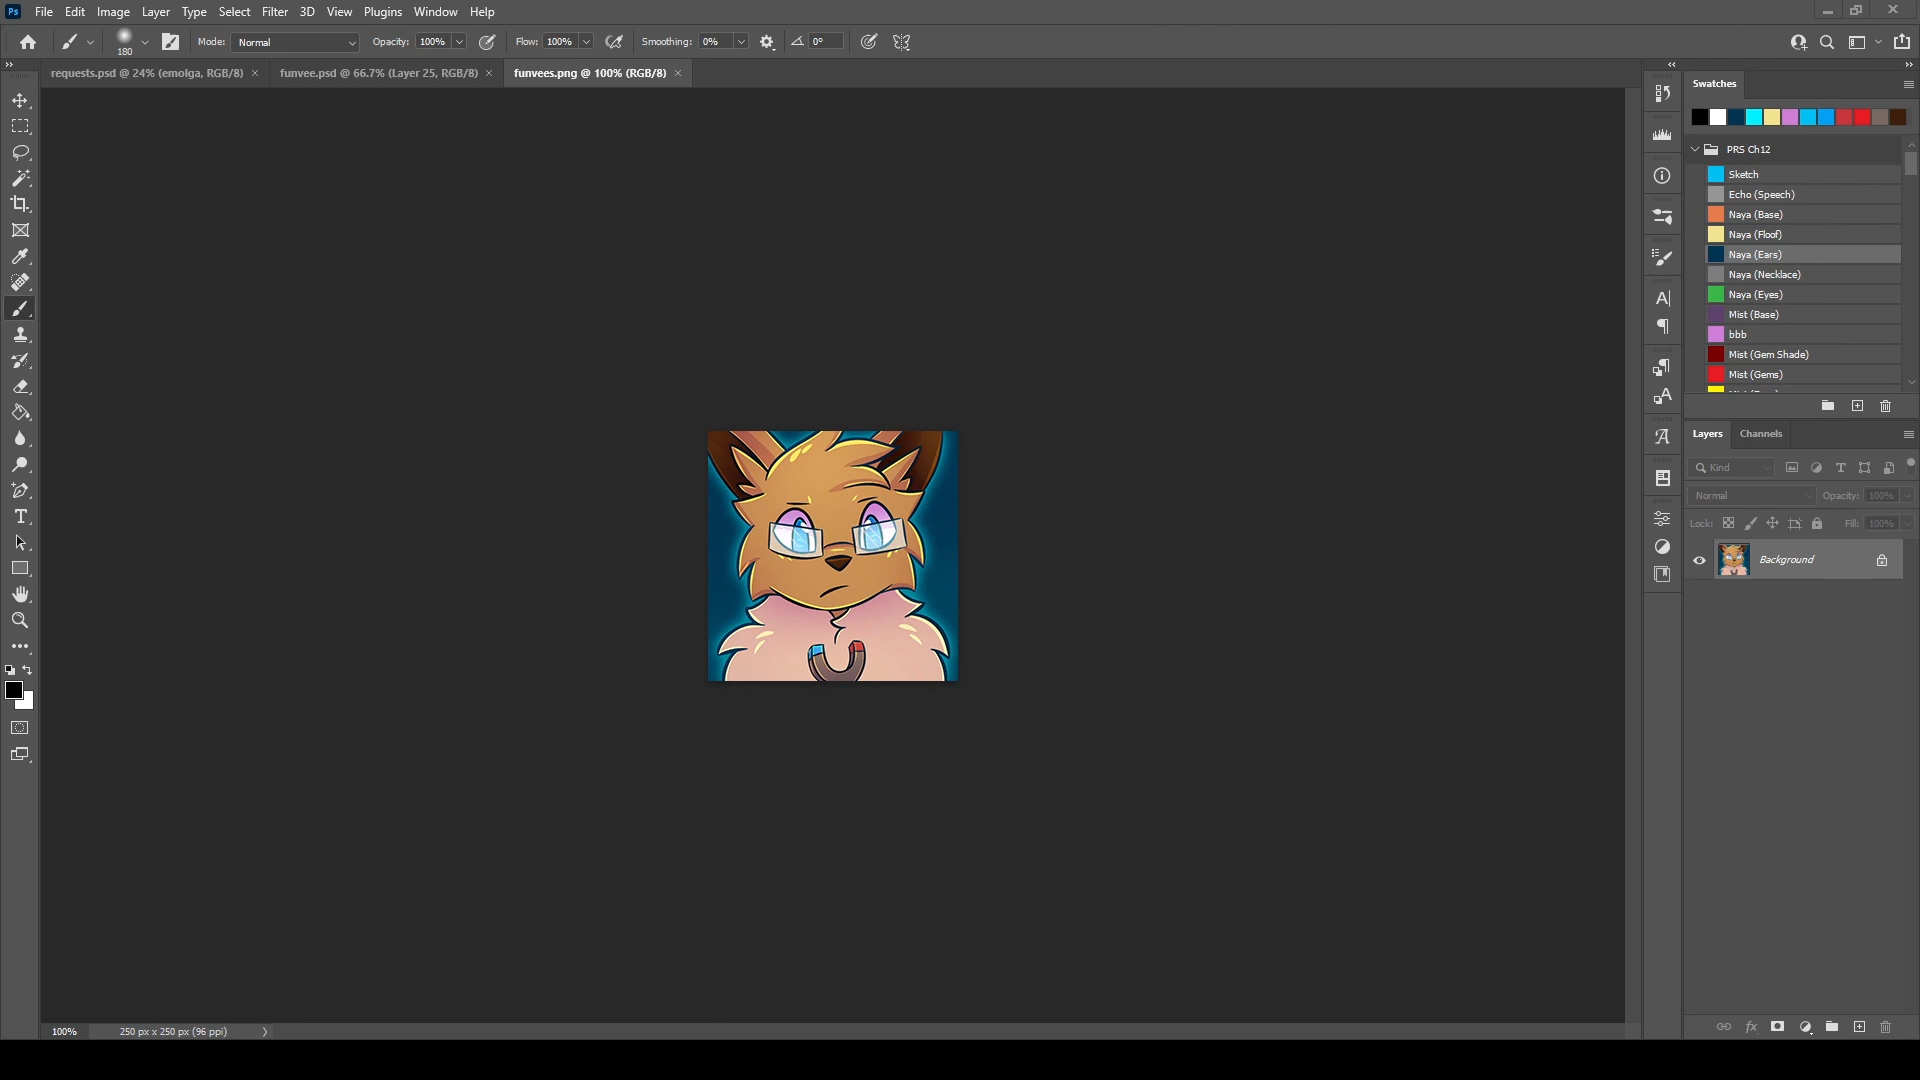 Ps File Edit Image Layer Type Select Filter 3D View Plugins Window Help
180 Mode: Normal Opacity: 100% Flow: 100% Smoothing: 0% 0°
requests.psd @ 24% (emolga, RGB/8) × funvee.psd @ 66.7% (Layer 25, RGB/8) × funvees.png @ 100% (RGB/8) ×
Swatches
PRS Ch12
Sketch
Echo (Speech)
Naya (Base)
Naya (Floof)
Naya (Ears)
Naya (Necklace)
Naya (Eyes)
Mist (Base)
bbb
Mist (Gem Shade)
Mist (Gems)
Layers Channels
Kind
Normal Opacity: 100%
Lock: Fill: 100%
Background
100% 250 px x 250 px (96 ppi)